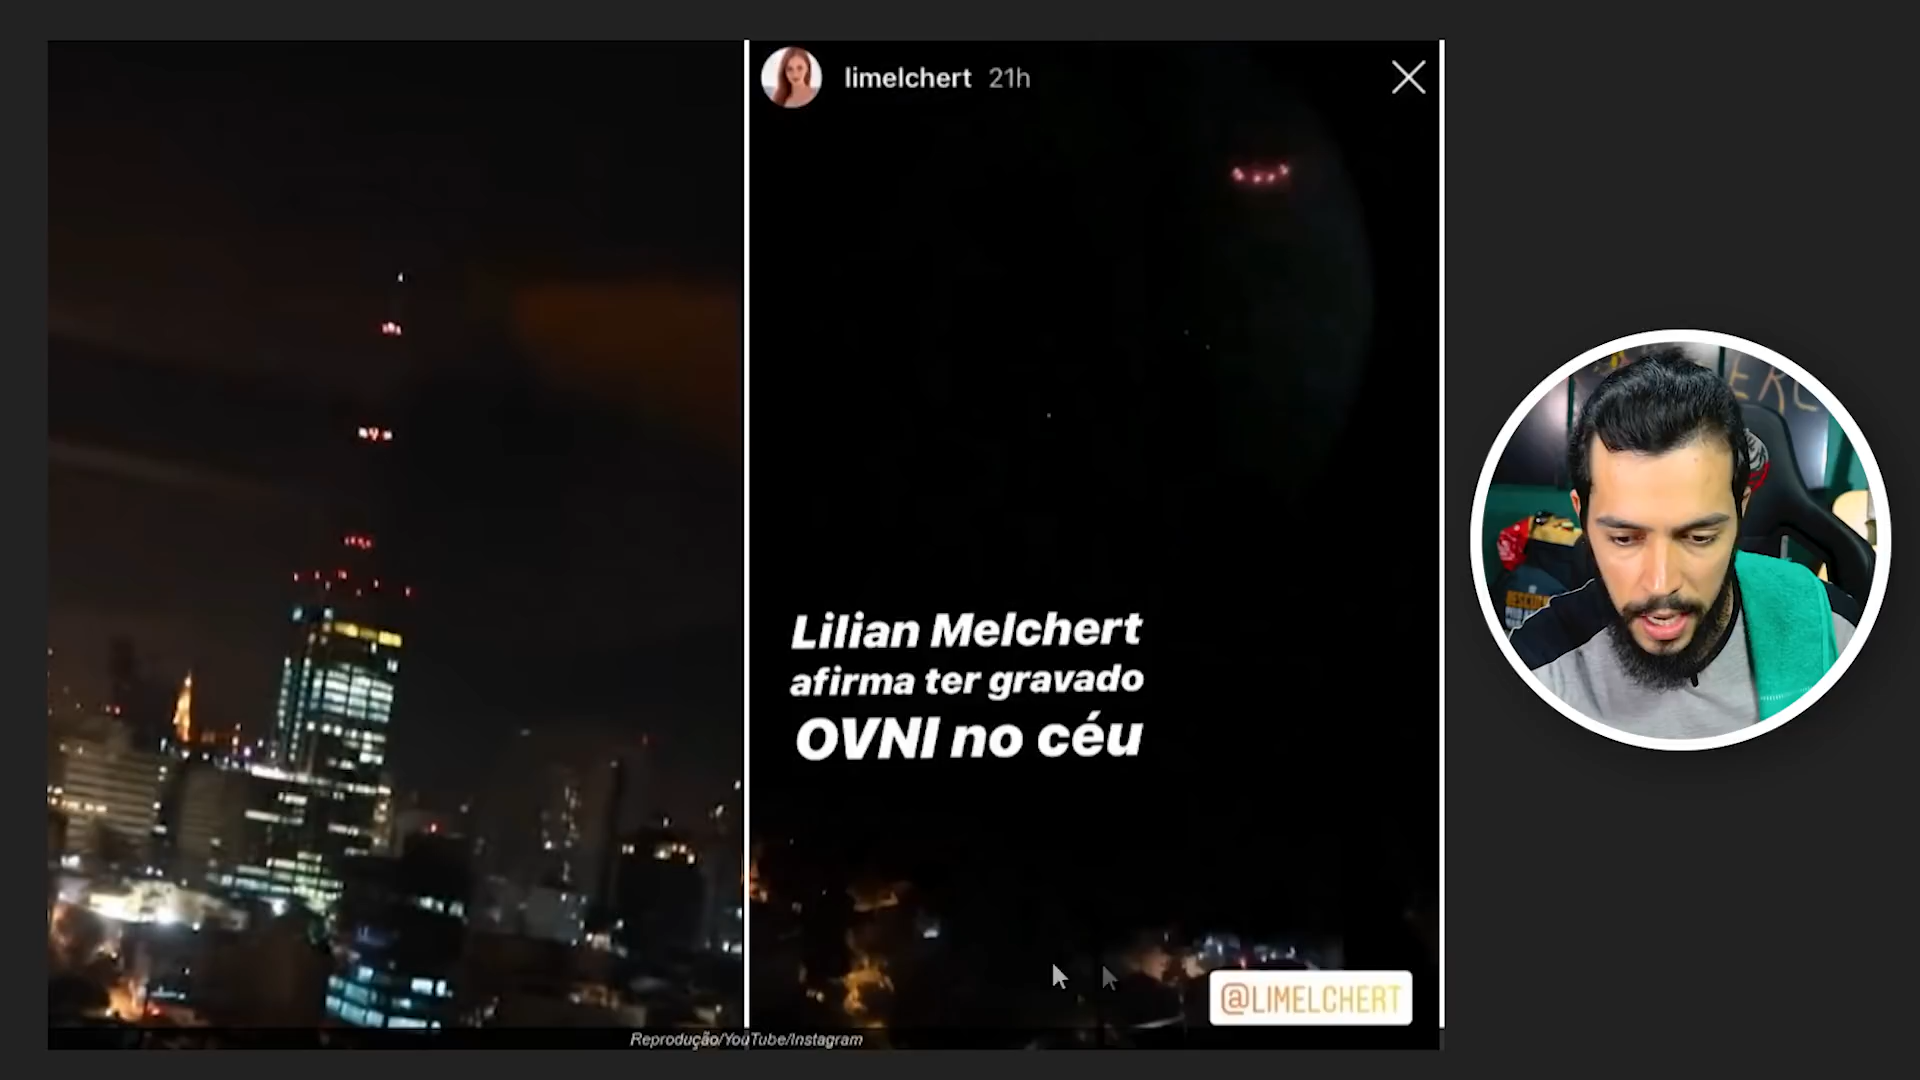 limelchert 21h
Lilian Melchert
afirma ter gravado
OVNI no céu
@LIMELCHERT
Reprodução/YouTube/Instagram